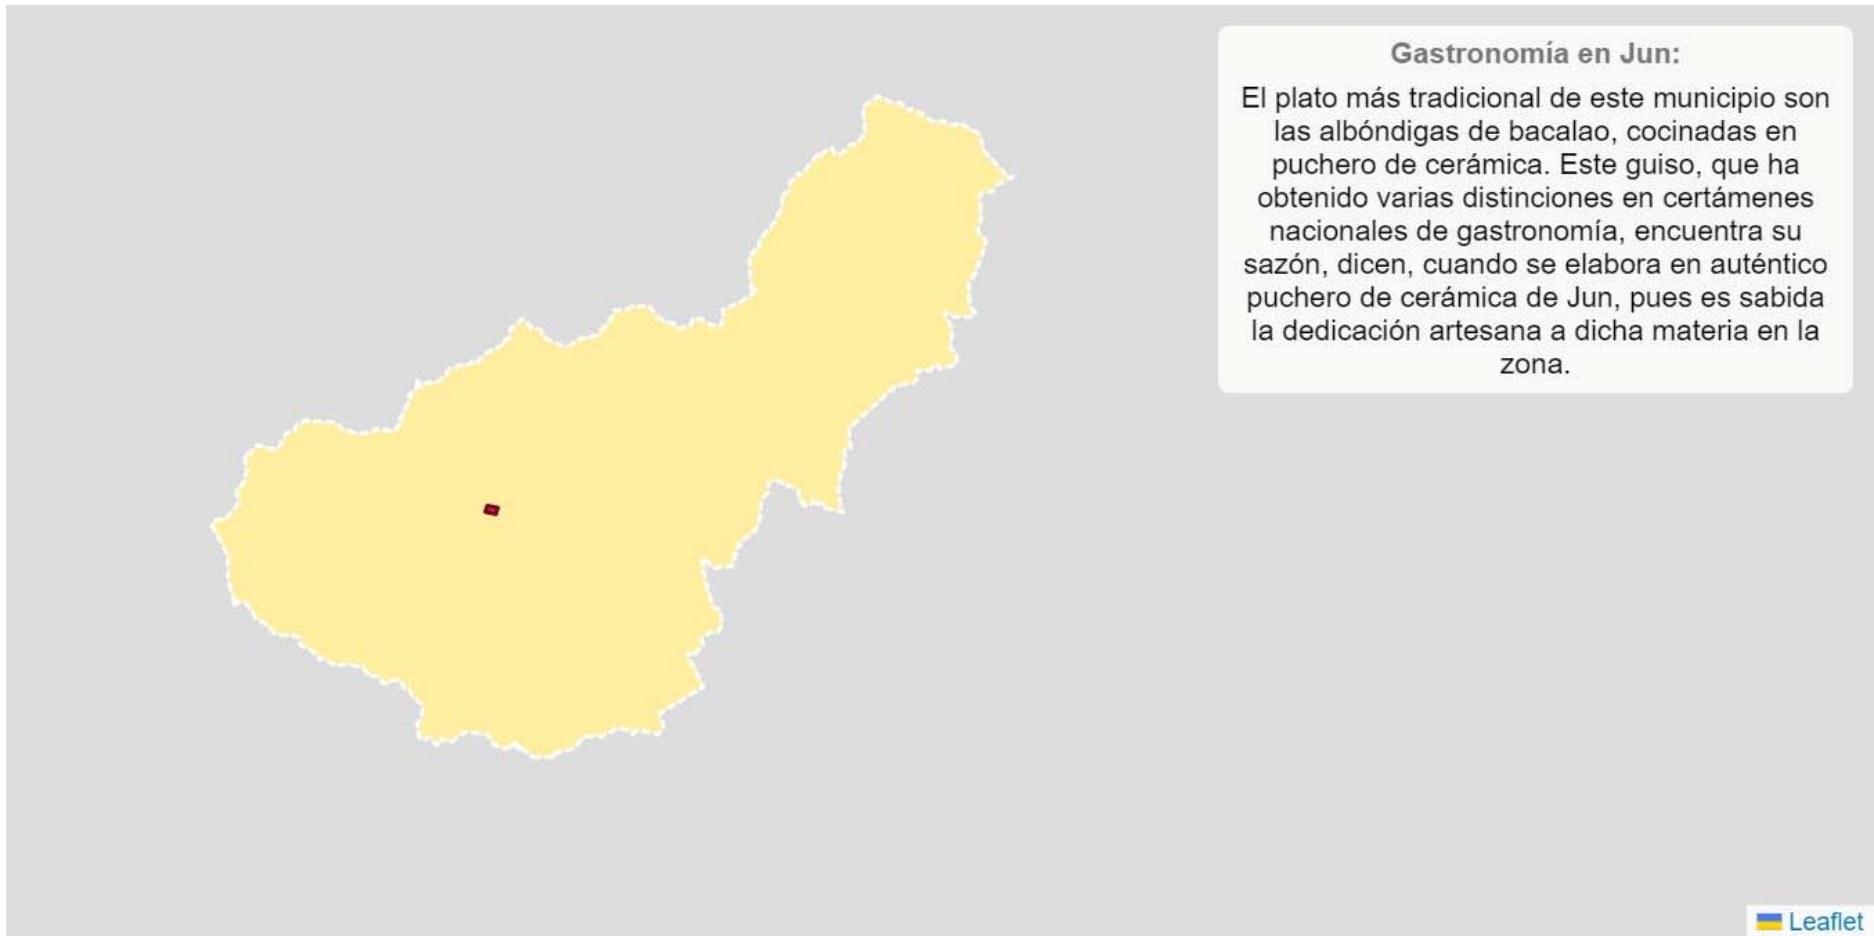 Gastronomía en Jun:
El plato más tradicional de este municipio son
las albóndigas de bacalao, cocinadas en
puchero de cerámica. Este guiso, que ha
obtenido varias distinciones en certámenes
nacionales de gastronomía, encuentra su
sazón, dicen, cuando se elabora en auténtico
puchero de cerámica de Jun, pues es sabida
la dedicación artesana a dicha materia en la
zona.
Leaflet